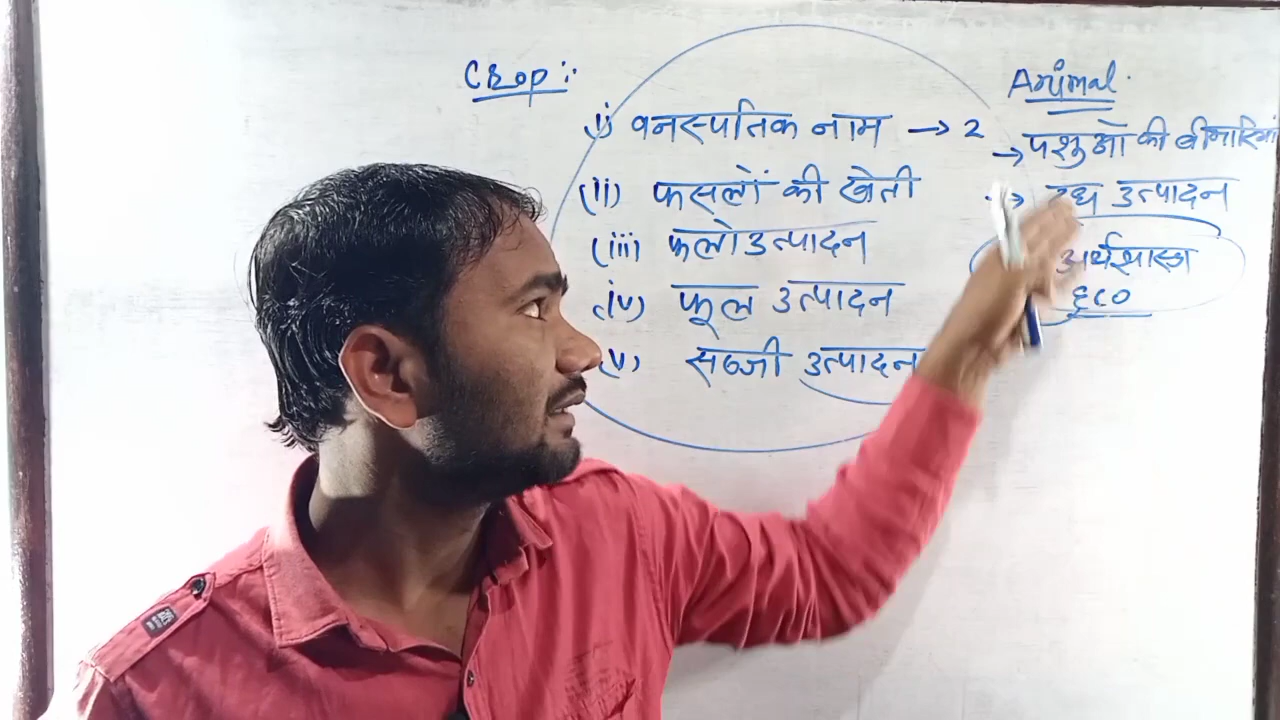 Crop :-
(i) वनस्पतिक नाम → 2
(ii) फसलों की खेती
(iii) फलो उत्पादन
(iv) फूल उत्पादन
(v) सब्जी उत्पादन
Animal.
→ पशुओ की बीमारियां
→ दूध उत्पादन
अर्थशास्त्र